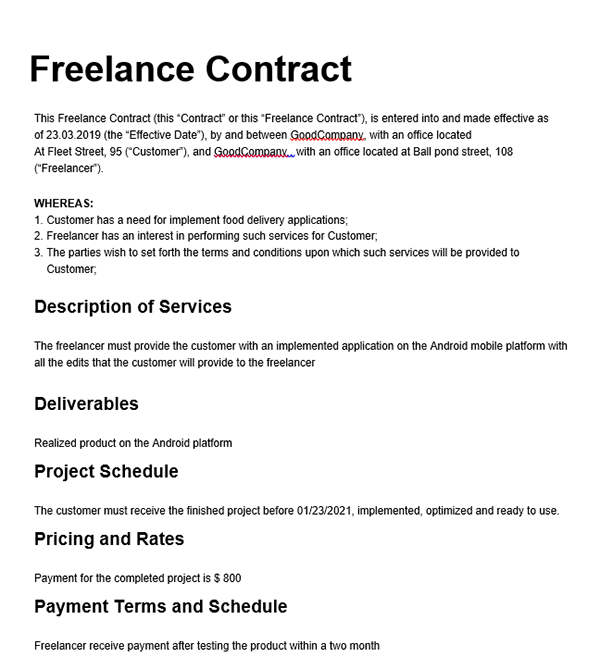 Freelance Contract
This Freelance Contract (this “Contract” or this “Freelance Contract”), is entered into and made effective as
of 23.03.2019 (the “Effective Date”), by and between GoodCompany, with an office located
At Fleet Street, 95 (“Customer”), and GoodCompany., with an office located at Ball pond street, 108
(“Freelancer”).
WHEREAS:
1. Customer has a need for implement food delivery applications;
2. Freelancer has an interest in performing such services for Customer;
3. The parties wish to set forth the terms and conditions upon which such services will be provided to
Customer;
Description of Services
The freelancer must provide the customer with an implemented application on the Android mobile platform with
all the edits that the customer will provide to the freelancer
Deliverables
Realized product on the Android platform
Project Schedule
The customer must receive the finished project before 01/23/2021, implemented, optimized and ready to use.
Pricing and Rates
Payment for the completed project is $ 800
Payment Terms and Schedule
Freelancer receive payment after testing the product within a two month